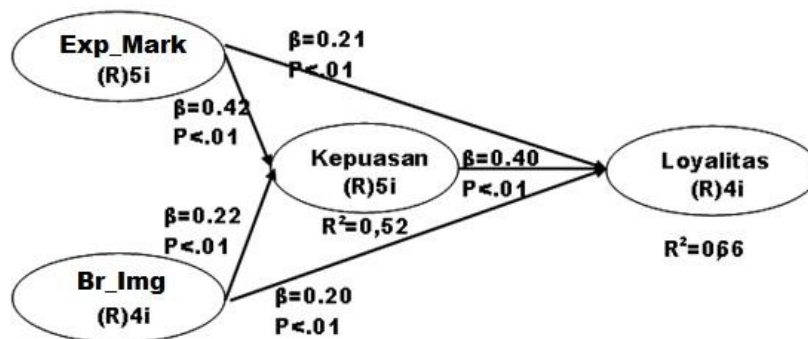 Exp_Mark
(R)5i
β=0.21
P<.01
β=0.42
P<.01
Kepuasan
(R)5i
R²=0,52
β=0.40
P<.01
Loyalitas
(R)4i
R²=0,66
β=0.22
P<.01
Br_Img
(R)4i
β=0.20
P<.01